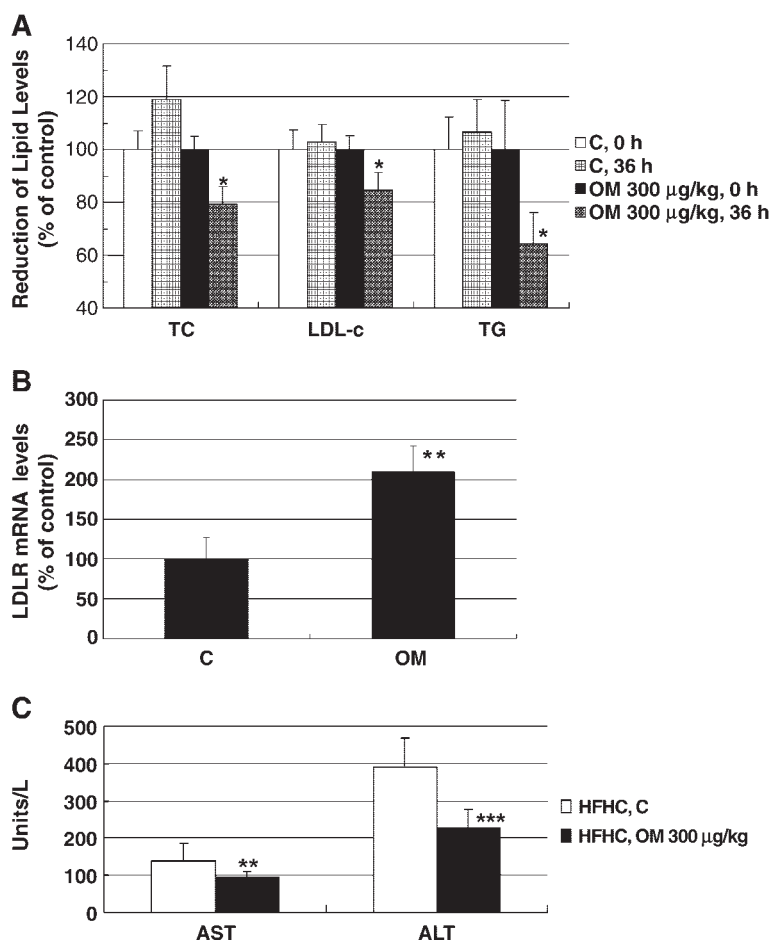 A
Reduction of Lipid Levels
(% of control)
140
120
100
80
60
40
*
*
*
TC
LDL-c
TG
C, 0 h
C, 36 h
OM 300 μg/kg, 0 h
OM 300 μg/kg, 36 h
B
LDLR mRNA levels
(% of control)
300
250
200
150
100
50
0
**
C
OM
C
Units/L
500
400
300
200
100
0
**
***
AST
ALT
HFHC, C
HFHC, OM 300 μg/kg